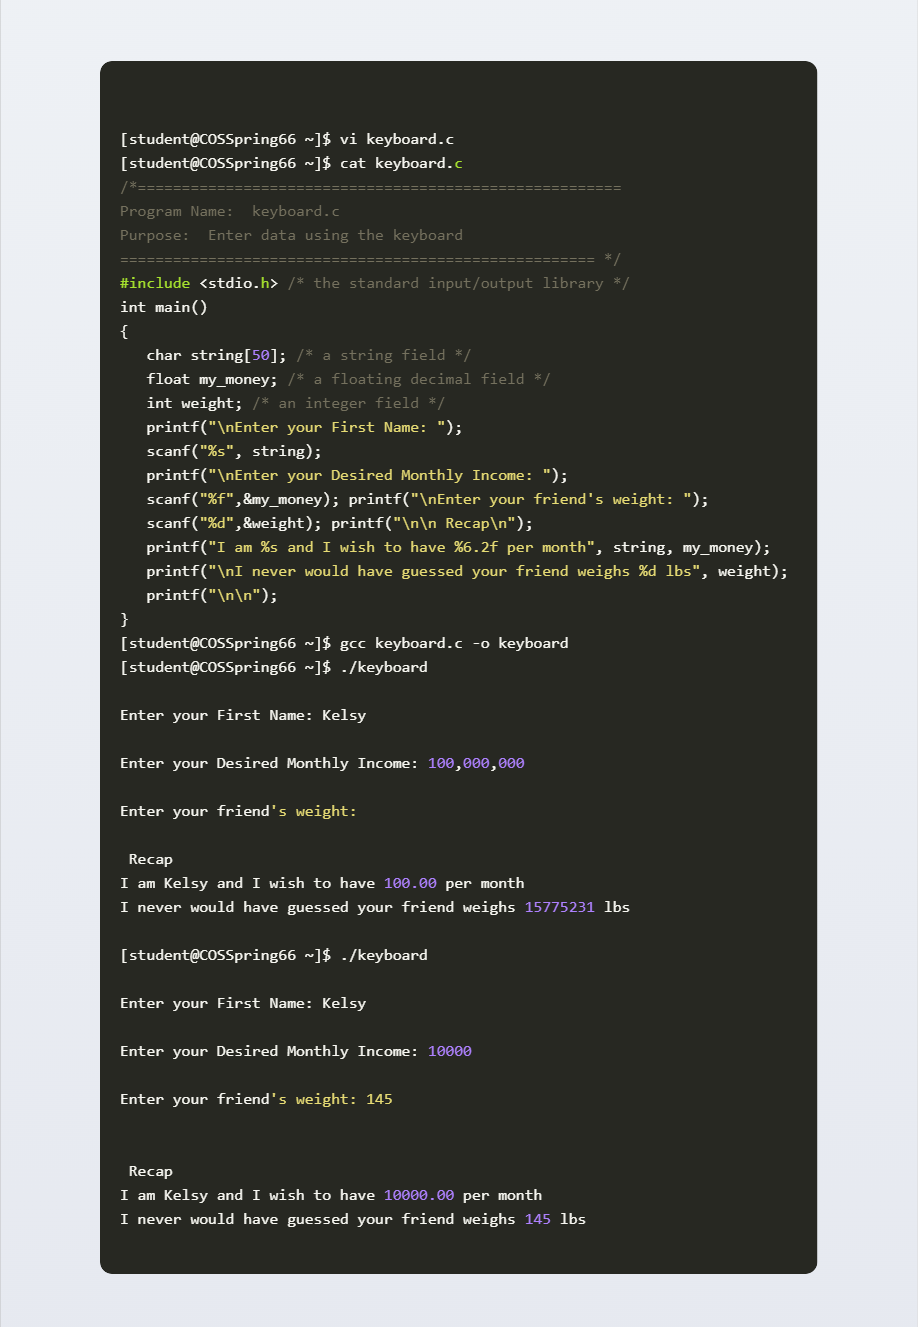 [student@COSSpring66 ~]$ vi keyboard.c
[student@COSSpring66 ~]$ cat keyboard.c
/*=======================================================
Program Name:  keyboard.c
Purpose:  Enter data using the keyboard
====================================================== */
#include <stdio.h> /* the standard input/output library */
int main()
{
   char string[50]; /* a string field */
   float my_money; /* a floating decimal field */
   int weight; /* an integer field */
   printf("\nEnter your First Name: ");
   scanf("%s", string);
   printf("\nEnter your Desired Monthly Income: ");
   scanf("%f",&my_money); printf("\nEnter your friend's weight: ");
   scanf("%d",&weight); printf("\n\n Recap\n");
   printf("I am %s and I wish to have %6.2f per month", string, my_money);
   printf("\nI never would have guessed your friend weighs %d lbs", weight);
   printf("\n\n");
}
[student@COSSpring66 ~]$ gcc keyboard.c -o keyboard
[student@COSSpring66 ~]$ ./keyboard

Enter your First Name: Kelsy

Enter your Desired Monthly Income: 100,000,000

Enter your friend's weight:

 Recap
I am Kelsy and I wish to have 100.00 per month
I never would have guessed your friend weighs 15775231 lbs

[student@COSSpring66 ~]$ ./keyboard

Enter your First Name: Kelsy

Enter your Desired Monthly Income: 10000

Enter your friend's weight: 145


 Recap
I am Kelsy and I wish to have 10000.00 per month
I never would have guessed your friend weighs 145 lbs